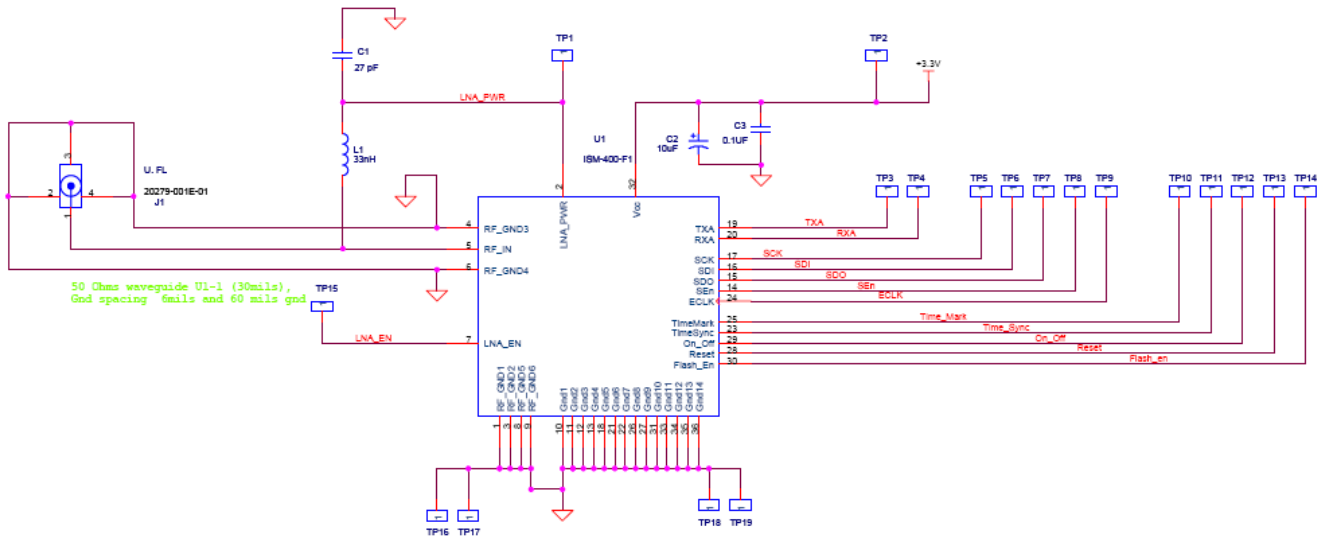 C1
27 pF
TP1
TP2
+3.3V
LNA_PWR
L1
33nH
U1
ISM-400-F1
C2
10uF
C3
0.1UF
U. FL
20279-001E-01
J1
3
2
4
1
2
LNA_PWR
32
Vcc
TP3
TP4
TP5
TP6
TP7
TP8
TP9
TP10
TP11
TP12
TP13
TP14
4
RF_GND3
5
RF_IN
6
RF_GND4
7
LNA_EN
TXA
19
TXA
RXA
20
RXA
SCK
17
SCK
SDI
16
SDI
SDO
15
SDO
SEn
14
SEn
ECLK
24
ECLK
TimeMark
25
Time_Mark
TimeSync
23
Time_Sync
On_Off
29
On_Off
Reset
28
Reset
Flash_En
30
Flash_en
50 Ohms waveguide U1-1 (30mils),
Gnd spacing 6mils and 60 mils gnd
TP15
LNA_EN
RF_GND1
RF_GND2
RF_GND5
RF_GND6
Gnd1
Gnd2
Gnd3
Gnd4
Gnd5
Gnd6
Gnd7
Gnd8
Gnd9
Gnd10
Gnd11
Gnd12
Gnd13
Gnd14
1
3
8
9
10
11
12
13
18
21
22
26
27
31
33
34
35
36
TP16
TP17
TP18
TP19